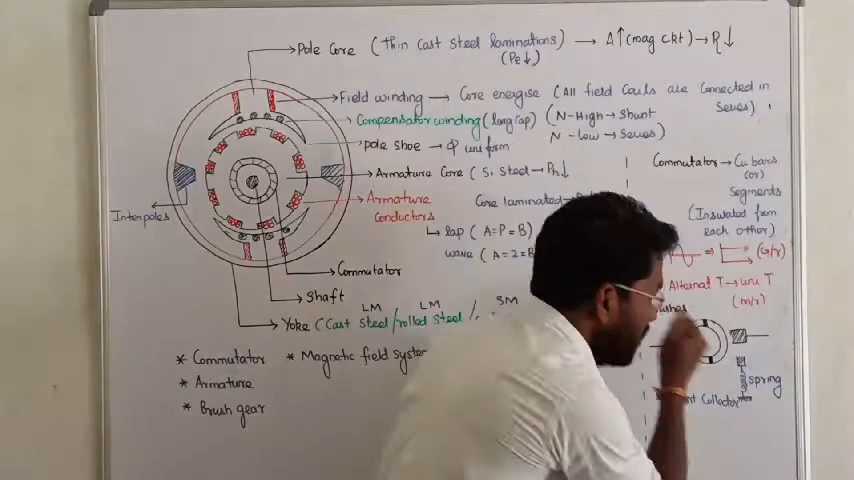 Pole Core (Thin Cast Steel laminations) → A↑ (mag ckt) → R↓
(Pe↓)
Field winding → Core energise (All field Coils are Connected in Series)
Compensator winding (long cap) (N-High → Shunt
N-Low → Series)
pole shoe → Φ uniform
Armature Core (Si Steel → Ph↓
Core laminated →
Armature Conductors
↳ lap (A=P=B)
wave (A=2=B
Interpoles
Commutator
Shaft
LM LM SM
Yoke (Cast steel/rolled steel/
* Commutator * Magnetic field system
* Armature
* Brush gear
Commutator → Cu bars
(or)
Segments
(Insulated from
each other)
⇒ (G/r)
Alternat T → uni T
(m/r)
spring
Collector